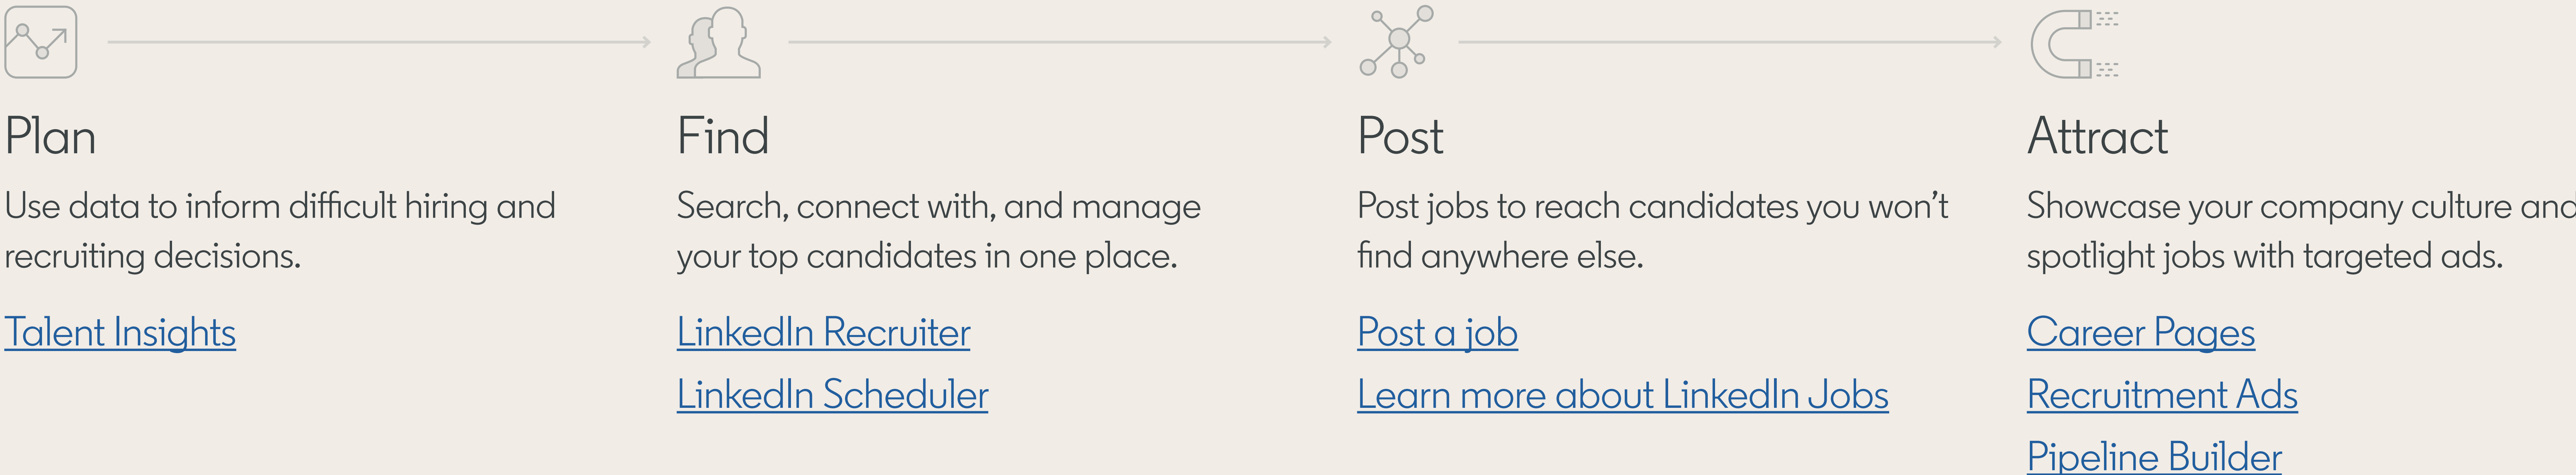 Plan
Use data to inform difficult hiring and
recruiting decisions.
Talent Insights
Find
Search, connect with, and manage
your top candidates in one place.
LinkedIn Recruiter
LinkedIn Scheduler
Post
Post jobs to reach candidates you won’t
find anywhere else.
Post a job
Learn more about LinkedIn Jobs
Attract
Showcase your company culture and
spotlight jobs with targeted ads.
Career Pages
Recruitment Ads
Pipeline Builder